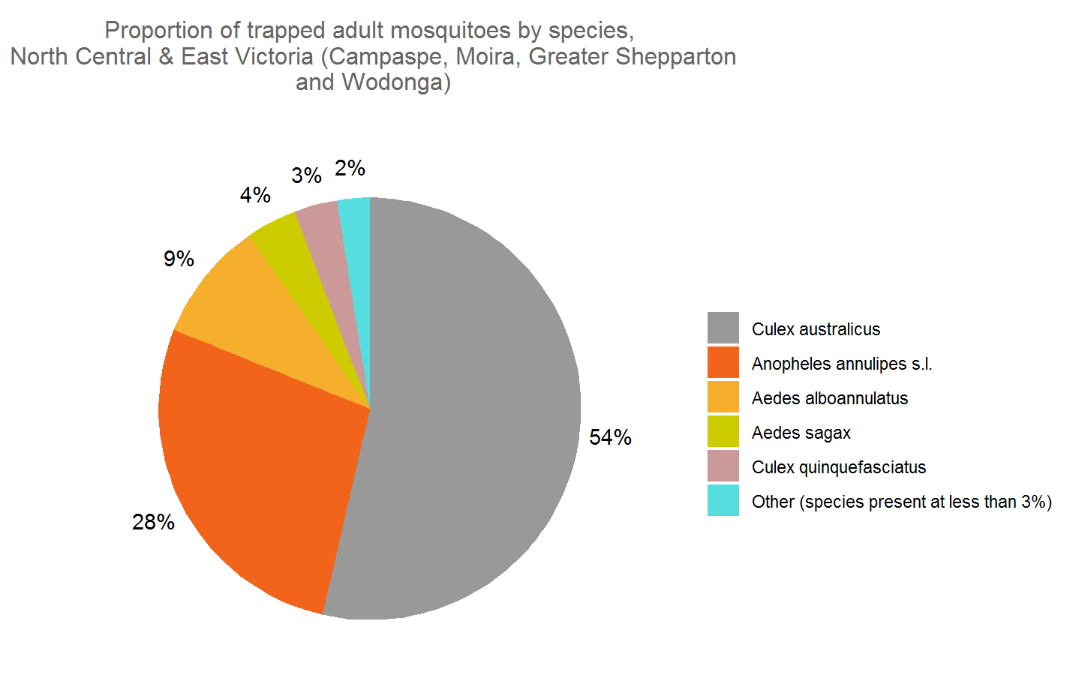 Proportion of trapped adult mosquitoes by species,
North Central & East Victoria (Campaspe, Moira, Greater Shepparton
and Wodonga)
2%
3%
4%
9%
28%
54%
Culex australicus
Anopheles annulipes s.l.
Aedes alboannulatus
Aedes sagax
Culex quinquefasciatus
Other (species present at less than 3%)